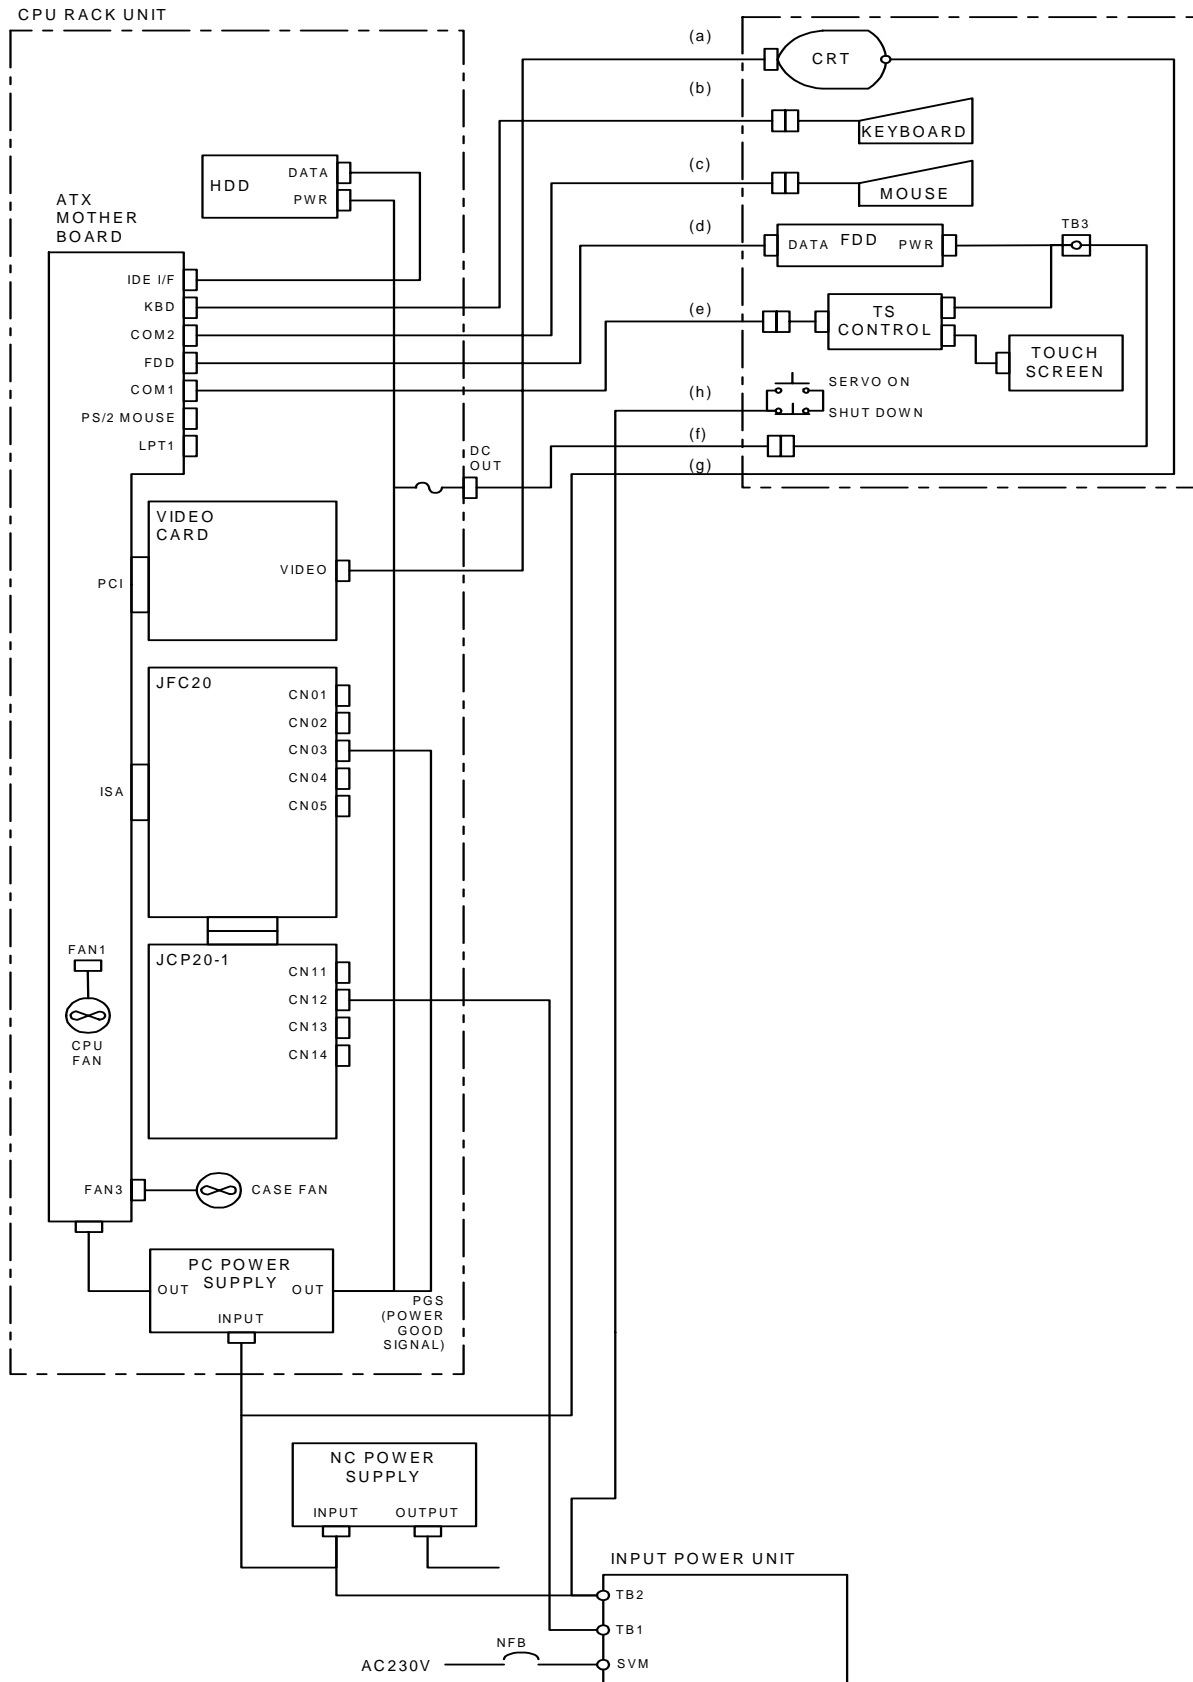 CPU RACK UNIT
(a)
CRT
(b)
KEYBOARD
(c)
MOUSE
HDD
DATA
PWR
ATX
MOTHER
BOARD
(d)
DATA FDD PWR
TB3
IDE I/F
KBD
COM2
FDD
COM1
PS/2 MOUSE
LPT1
(e)
TS
CONTROL
TOUCH
SCREEN
(h)
SERVO ON
SHUT DOWN
(f)
(g)
DC
OUT
VIDEO
CARD
VIDEO
PCI
JFC20
CN01
CN02
CN03
CN04
CN05
ISA
JCP20-1
CN11
CN12
CN13
CN14
FAN1
CPU
FAN
FAN3
CASE FAN
PC POWER
SUPPLY
OUT
OUT
INPUT
PGS
(POWER
GOOD
SIGNAL)
NC POWER
SUPPLY
INPUT
OUTPUT
INPUT POWER UNIT
TB2
TB1
NFB
AC230V
SVM